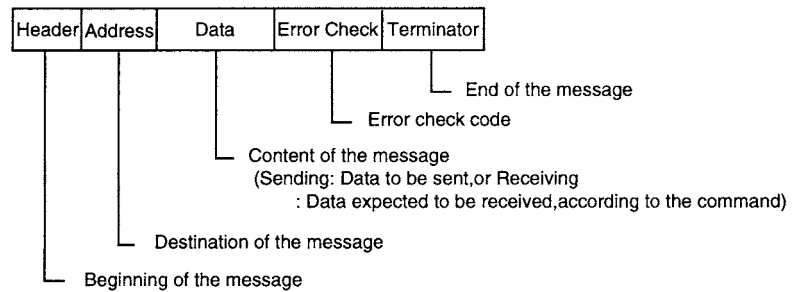 Header Address Data Error Check Terminator
End of the message
Error check code
Content of the message
(Sending: Data to be sent,or Receiving
: Data expected to be received,according to the command)
Destination of the message
Beginning of the message